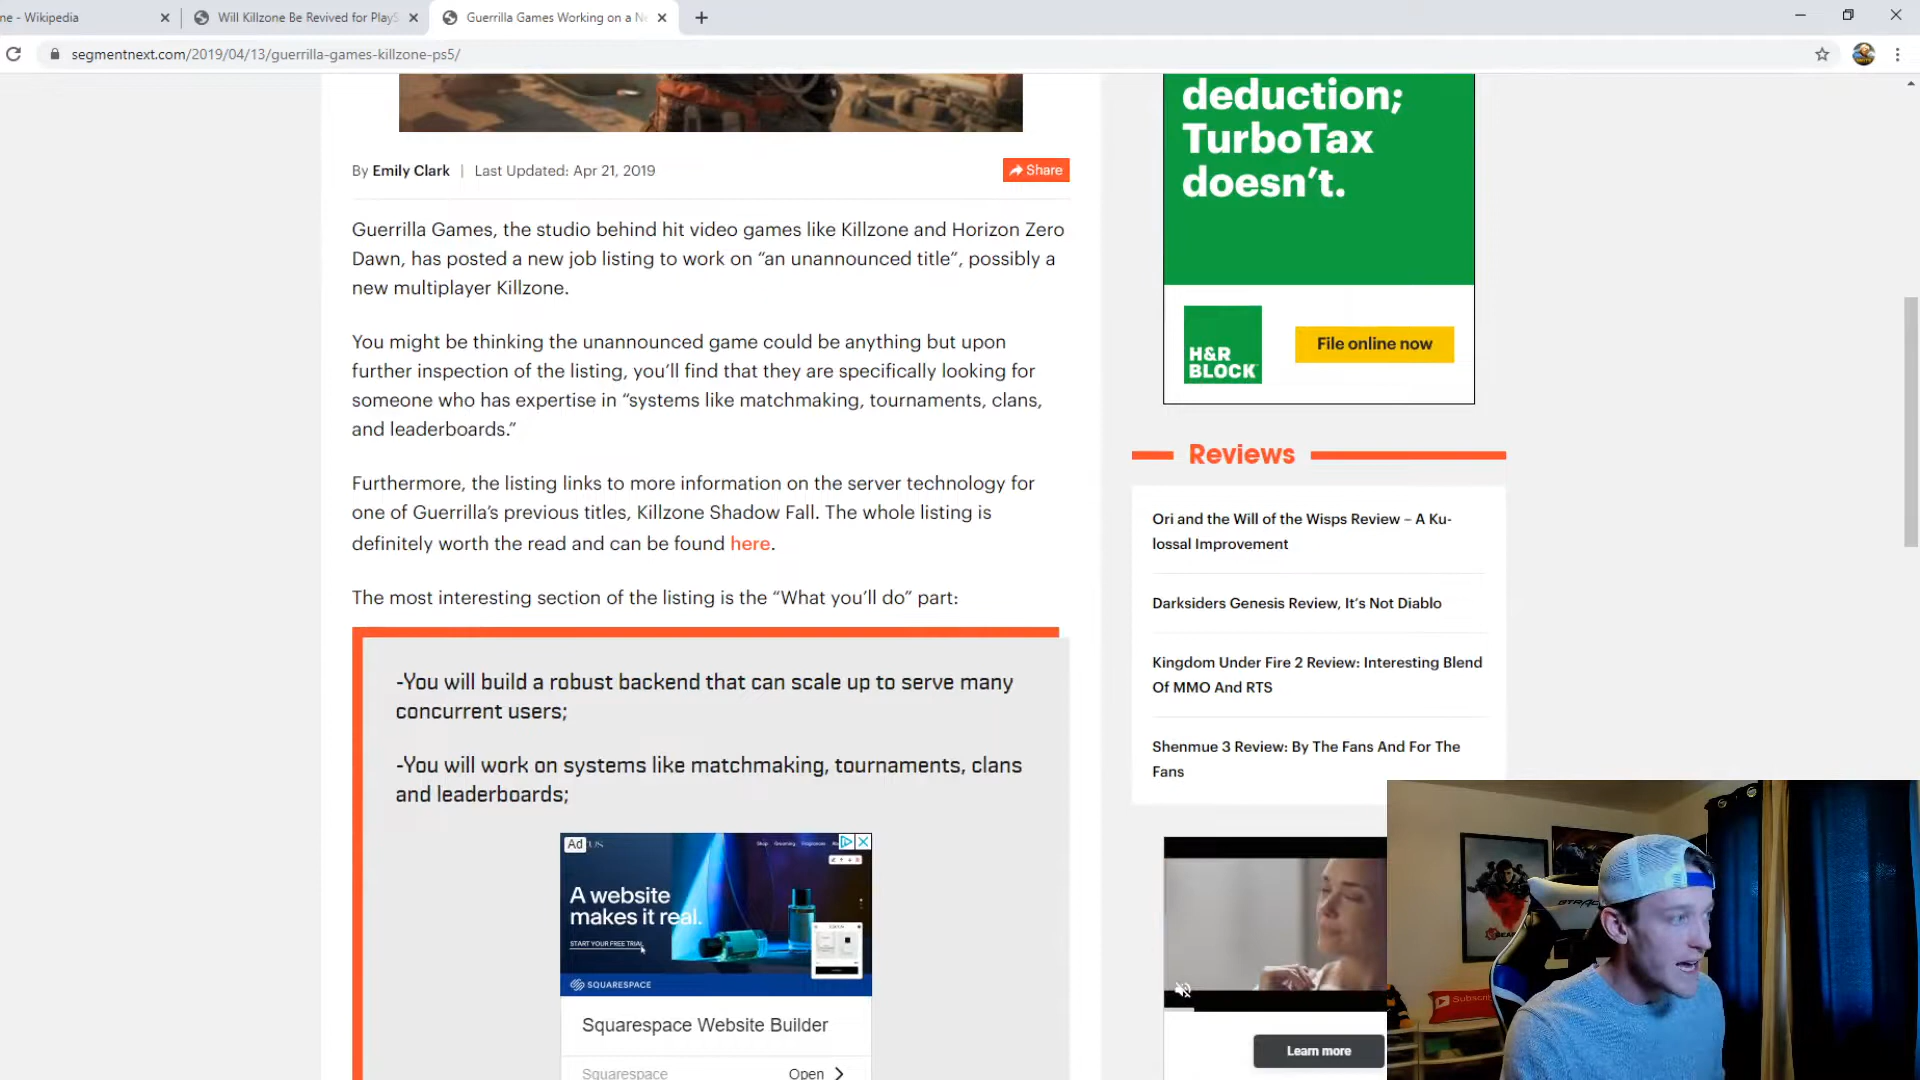 ne - Wikipedia
Will Killzone Be Revived for PlayS
Guerrilla Games Working on a Ne
segmentnext.com/2019/04/13/guerrilla-games-killzone-ps5/
By Emily Clark | Last Updated: Apr 21, 2019
Share
Guerrilla Games, the studio behind hit video games like Killzone and Horizon Zero
Dawn, has posted a new job listing to work on “an unannounced title”, possibly a
new multiplayer Killzone.
You might be thinking the unannounced game could be anything but upon
further inspection of the listing, you’ll find that they are specifically looking for
someone who has expertise in “systems like matchmaking, tournaments, clans,
and leaderboards.”
Furthermore, the listing links to more information on the server technology for
one of Guerrilla’s previous titles, Killzone Shadow Fall. The whole listing is
definitely worth the read and can be found here.
The most interesting section of the listing is the “What you’ll do” part:
-You will build a robust backend that can scale up to serve many
concurrent users;
-You will work on systems like matchmaking, tournaments, clans
and leaderboards;
Ad
Shop Grooming Fragrances
A website
makes it real.
START YOUR FREE TRIAL
SQUARESPACE
Squarespace Website Builder
Squarespace
Open
deduction;
TurboTax
doesn’t.
H&R
BLOCK
File online now
Reviews
Ori and the Will of the Wisps Review – A Ku-
lossal Improvement
Darksiders Genesis Review, It’s Not Diablo
Kingdom Under Fire 2 Review: Interesting Blend
Of MMO And RTS
Shenmue 3 Review: By The Fans And For The
Fans
Learn more
Subscri